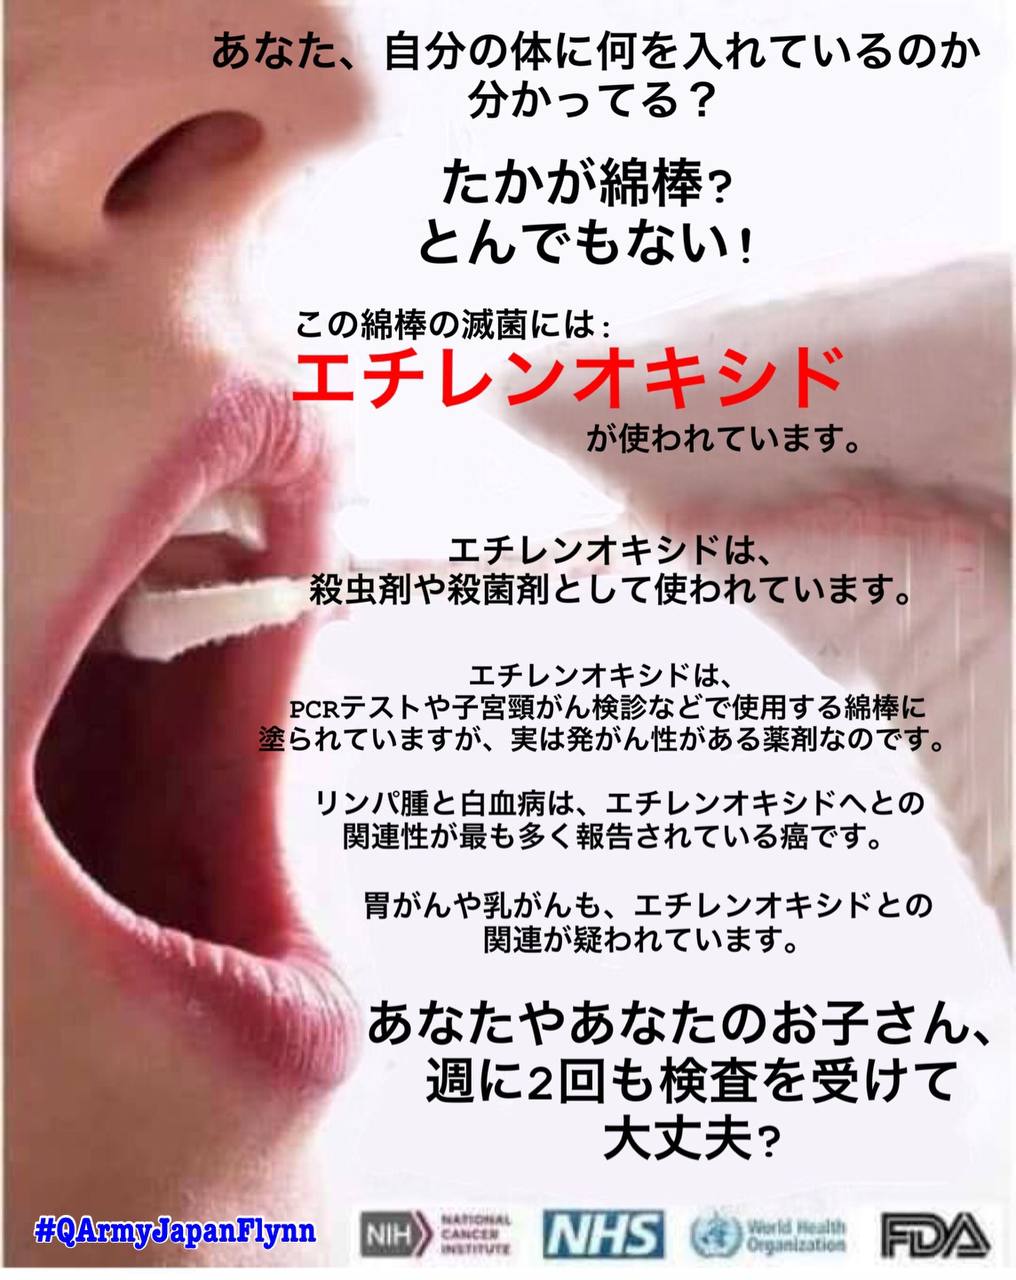 あなた、自分の体に何を入れているのか
分かってる？
たかが綿棒?
とんでもない!
この綿棒の滅菌には:
エチレンオキシド
が使われています。
エチレンオキシドは、
殺虫剤や殺菌剤として使われています。
エチレンオキシドは、
PCRテストや子宮頸がん検診などで使用する綿棒に
塗られていますが、実は発がん性がある薬剤なのです。
リンパ腫と白血病は、エチレンオキシドへとの
関連性が最も多く報告されている癌です。
胃がんや乳がんも、エチレンオキシドとの
関連が疑われています。
あなたやあなたのお子さん、
週に2回も検査を受けて
大丈夫?
#QArmyJapanFlynn
NIH NATIONAL CANCER INSTITUTE
NHS
World Health Organization
FDA